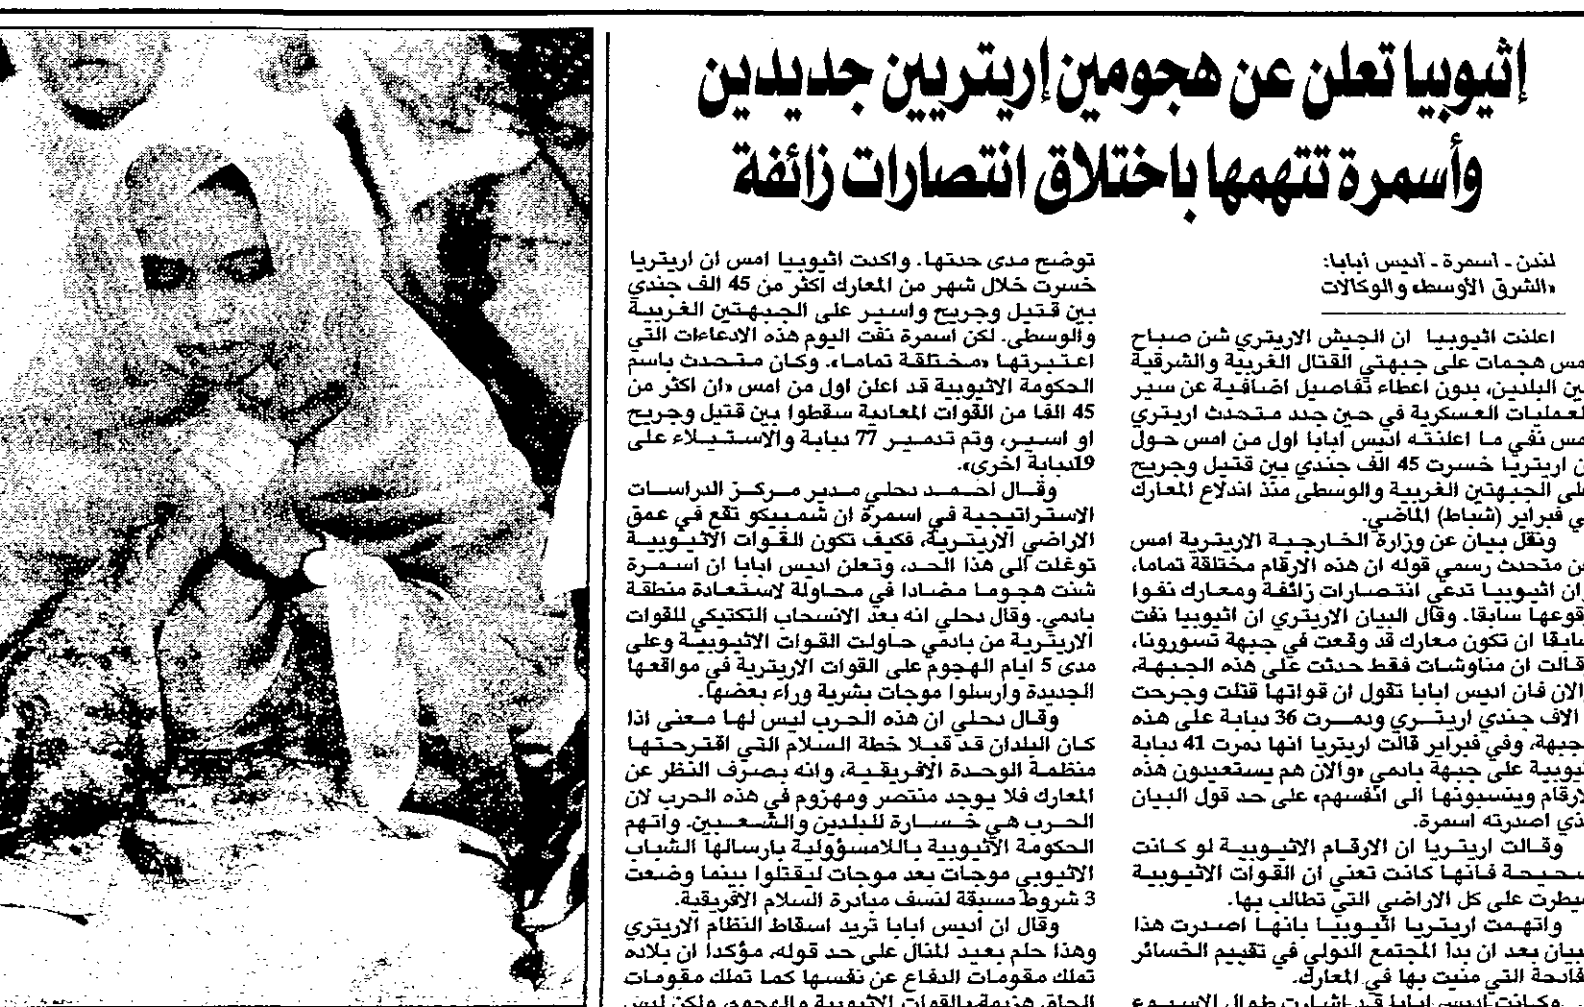 إثيوبيا تعلن عن هجومين إريتريين جديدين
وأسمرة تتهمها باختلاق انتصارات زائفة
لندن - اسمرة - اديس ابابا:
«الشرق الأوسط» والوكالات
اعلنت اثيوبيا ان الجيش الاريتري شن صباح
امس هجمات على جبهتي القتال الغربية والشرقية
بين البلدين، بدون اعطاء تفاصيل اضافية عن سير
العمليات العسكرية في حين جدد متحدث اريتري
امس نفي ما اعلنته اديس ابابا اول من امس حول
ان اريتريا خسرت 45 الف جندي بين قتيل وجريح
على الجبهتين الغربية والوسطى منذ اندلاع المعارك
في فبراير (شباط) الماضي.
ونقل بيان عن وزارة الخارجية الاريترية امس
عن متحدث رسمي قوله ان هذه الارقام مختلقة تماما،
وان اثيوبيا تدعي انتصارات زائفة ومعارك نفوا
وقوعها سابقا. وقال البيان الاريتري ان اثيوبيا نفت
سابقا ان تكون معارك قد وقعت في جبهة تسورونا،
وقالت ان مناوشات فقط حدثت على هذه الجبهة،
والان فان اديس ابابا تقول ان قواتها قتلت وجرحت
الاف جندي اريتري ودمرت 36 دبابة على هذه
الجبهة، وفي فبراير قالت اريتريا انها دمرت 41 دبابة
اثيوبية على جبهة بادمي «والان هم يستعيدون هذه
الارقام وينسبونها الى انفسهم» على حد قول البيان
الذي اصدرته اسمرة.
وقالت اريتريا ان الارقام الاثيوبية لو كانت
صحيحة فانها كانت تعني ان القوات الاثيوبية
سيطرت على كل الاراضي التي تطالب بها.
واتهمت اريتريا اثيوبيا بانها اصدرت هذا
البيان بعد ان بدأ المجتمع الدولي في تقييم الخسائر
الفادحة التي منيت بها في المعارك.
وكانت اديس ابابا قد اشارت طوال الاسبوع
توضح مدى حدتها. واكدت اثيوبيا امس ان اريتريا
خسرت خلال شهر من المعارك اكثر من 45 الف جندي
بين قتيل وجريح واسير على الجبهتين الغربية
والوسطى. لكن اسمرة نفت اليوم هذه الادعاءات التي
اعتبرتها «مختلقة تماما». وكان متحدث باسم
الحكومة الاثيوبية قد اعلن اول من امس «ان اكثر من
45 الفا من القوات المعادية سقطوا بين قتيل وجريح
او اسير، وتم تدمير 77 دبابة والاستيلاء على
19دبابة اخرى».
وقال احمد دحلي مدير مركز الدراسات
الاستراتيجية في اسمرة ان شمبيكو تقع في عمق
الاراضي الاريترية، فكيف تكون القوات الاثيوبية
توغلت الى هذا الحد، وتعلن اديس ابابا ان اسمرة
شنت هجوما مضادا في محاولة لاستعادة منطقة
بادمي. وقال دحلي انه بعد الانسحاب التكتيكي للقوات
الاريترية من بادمي حاولت القوات الاثيوبية وعلى
مدى 5 ايام الهجوم على القوات الاريترية في مواقعها
الجديدة وارسلوا موجات بشرية وراء بعضها.
وقال دحلي ان هذه الحرب ليس لها معنى اذا
كان البلدان قد قبلا خطة السلام التي اقترحتها
منظمة الوحدة الافريقية، وانه بصرف النظر عن
المعارك فلا يوجد منتصر ومهزوم في هذه الحرب لان
الحرب هي خسارة للبلدين والشعبين. واتهم
الحكومة الاثيوبية باللامسؤولية بارسالها الشباب
الاثيوبي موجات بعد موجات ليقتلوا بينما وضعت
3 شروط مسبقة لنسف مبادرة السلام الافريقية.
وقال ان اديس ابابا تريد اسقاط النظام الاريتري
وهذا حلم بعيد المنال على حد قوله، مؤكدا ان بلاده
تملك مقومات الدفاع عن نفسها كما تملك مقومات
الحاق هزيمة بالقوات الاثيوبية والهجوم، ولكن ليس